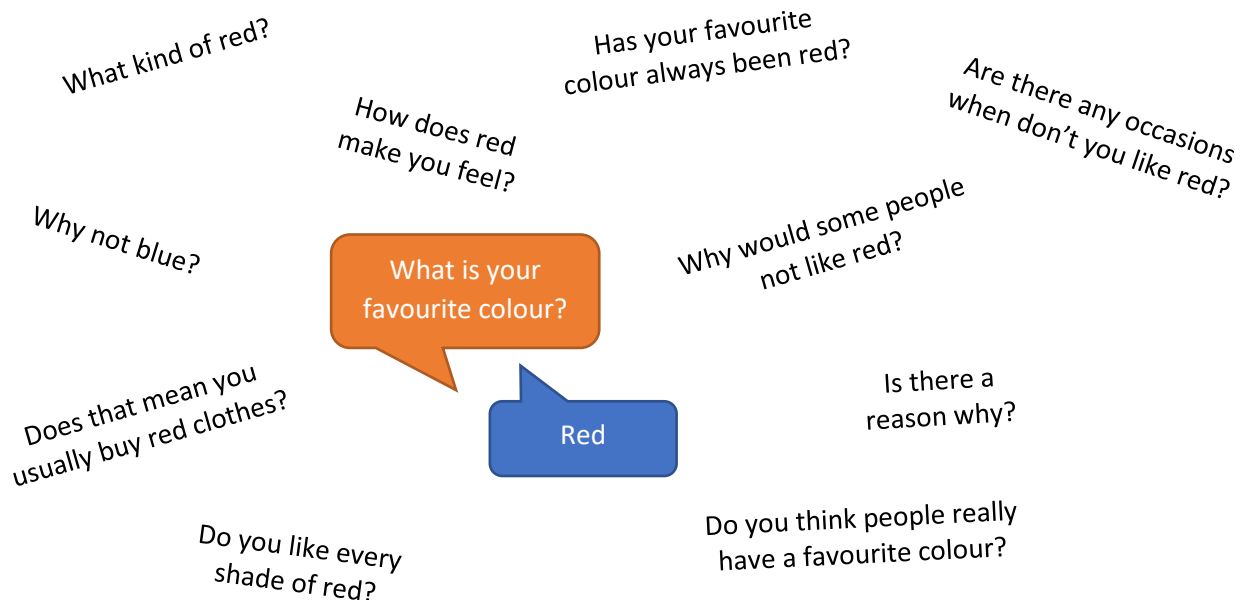 What kind of red?
Has your favourite
colour always been red?
Are there any occasions
when don’t you like red?
How does red
make you feel?
Why not blue?
Why would some people
not like red?
What is your
favourite colour?
Does that mean you
usually buy red clothes?
Is there a
reason why?
Red
Do you like every
shade of red?
Do you think people really
have a favourite colour?